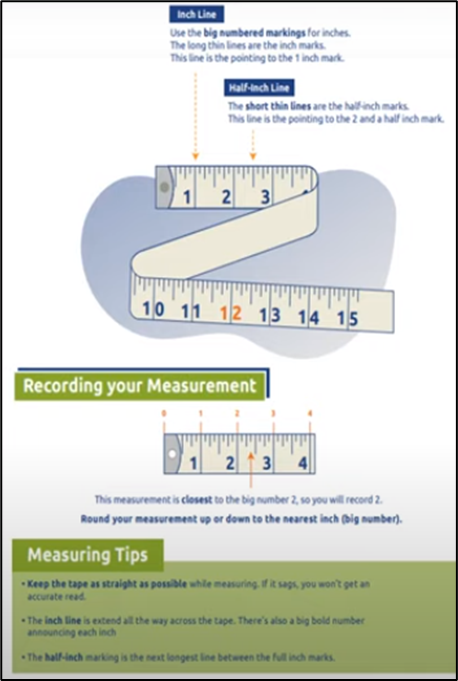 Inch Line
Use the big numbered markings for inches.
The long thin lines are the inch marks.
This line is the pointing to the 1 inch mark.
Half-Inch Line
The short thin lines are the half-inch marks.
This line is the pointing to the 2 and a half inch mark.
1 2 3
10 11 12 13 14 15
Recording your Measurement
0 1 2 3 4
1 2 3 4
This measurement is closest to the big number 2, so you will record 2.
Round your measurement up or down to the nearest inch (big number).
Measuring Tips
• Keep the tape as straight as possible while measuring. If it sags, you won't get an
accurate read.
• The inch line is extend all the way across the tape. There's also a big bold number
announcing each inch
• The half-inch marking is the next longest line between the full inch marks.